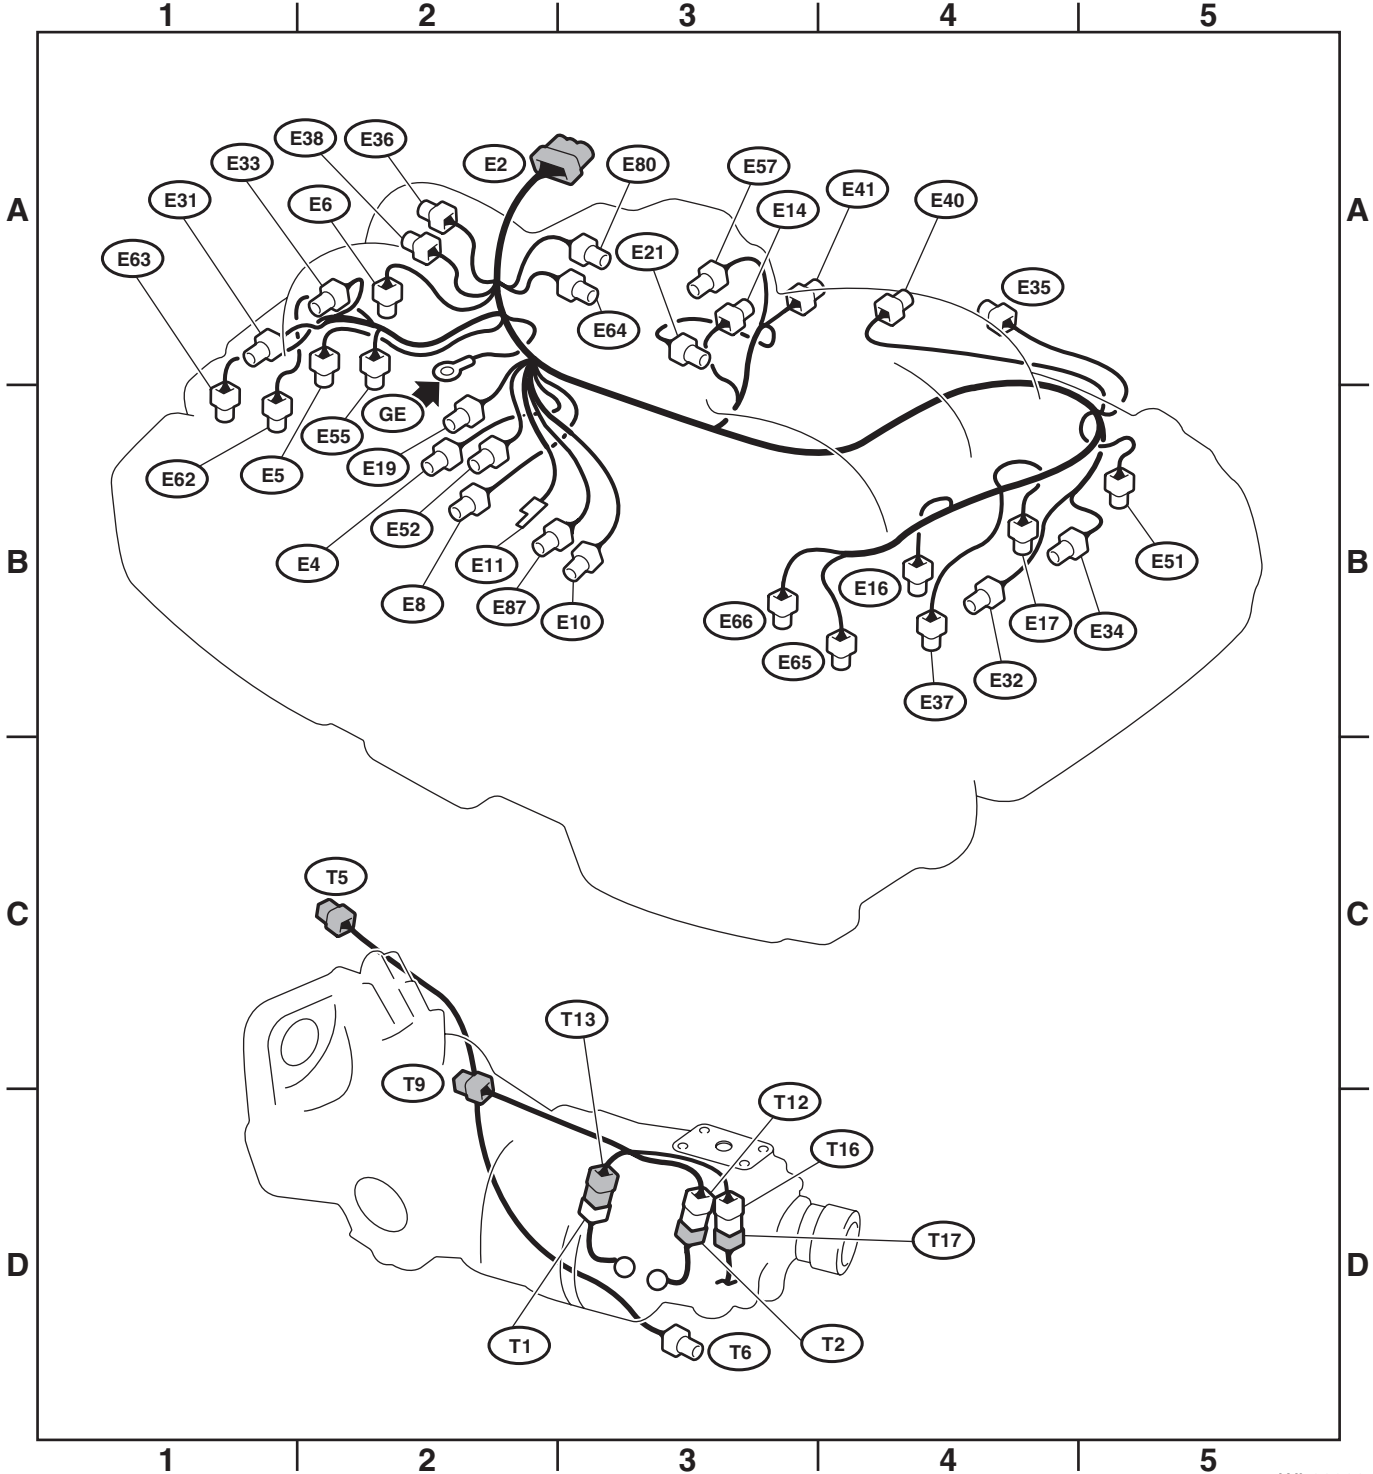 1 2 3 4 5
E38 E36
E33 E2 E80 E57
A E31 E6 E14 E41 E40 A
E63 E21 E35
E64
GE
E55
E62 E5 E19
E52
B E4 E11 E51 B
E8 E87 E10 E16
E66 E17 E34
E65 E32
E37
T5
C C
T13
T9
T12
T16
D T17 D
T1 T6 T2
1 2 3 4 5